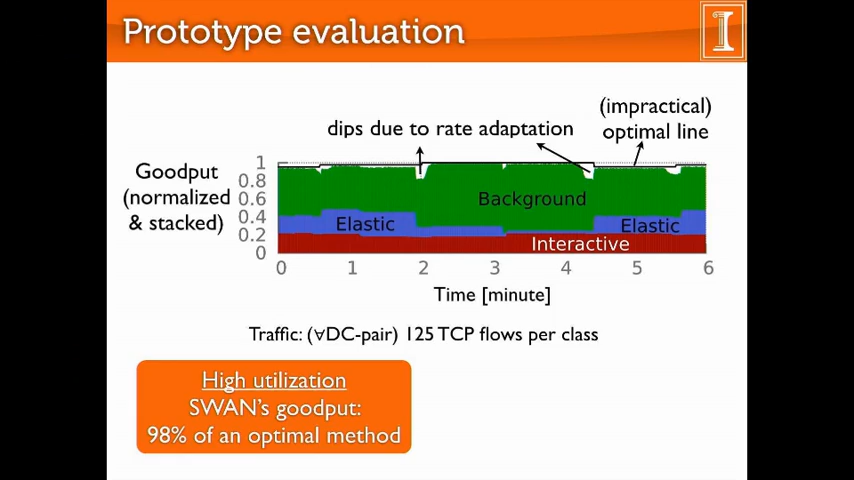 Prototype evaluation
I
(impractical)
optimal line
dips due to rate adaptation
Goodput
(normalized
& stacked)
1
0.8
0.6
0.4
0.2
0
Background
Elastic
Elastic
Interactive
0 1 2 3 4 5 6
Time [minute]
Traffic: (∀DC-pair) 125 TCP flows per class
High utilization
SWAN's goodput:
98% of an optimal method